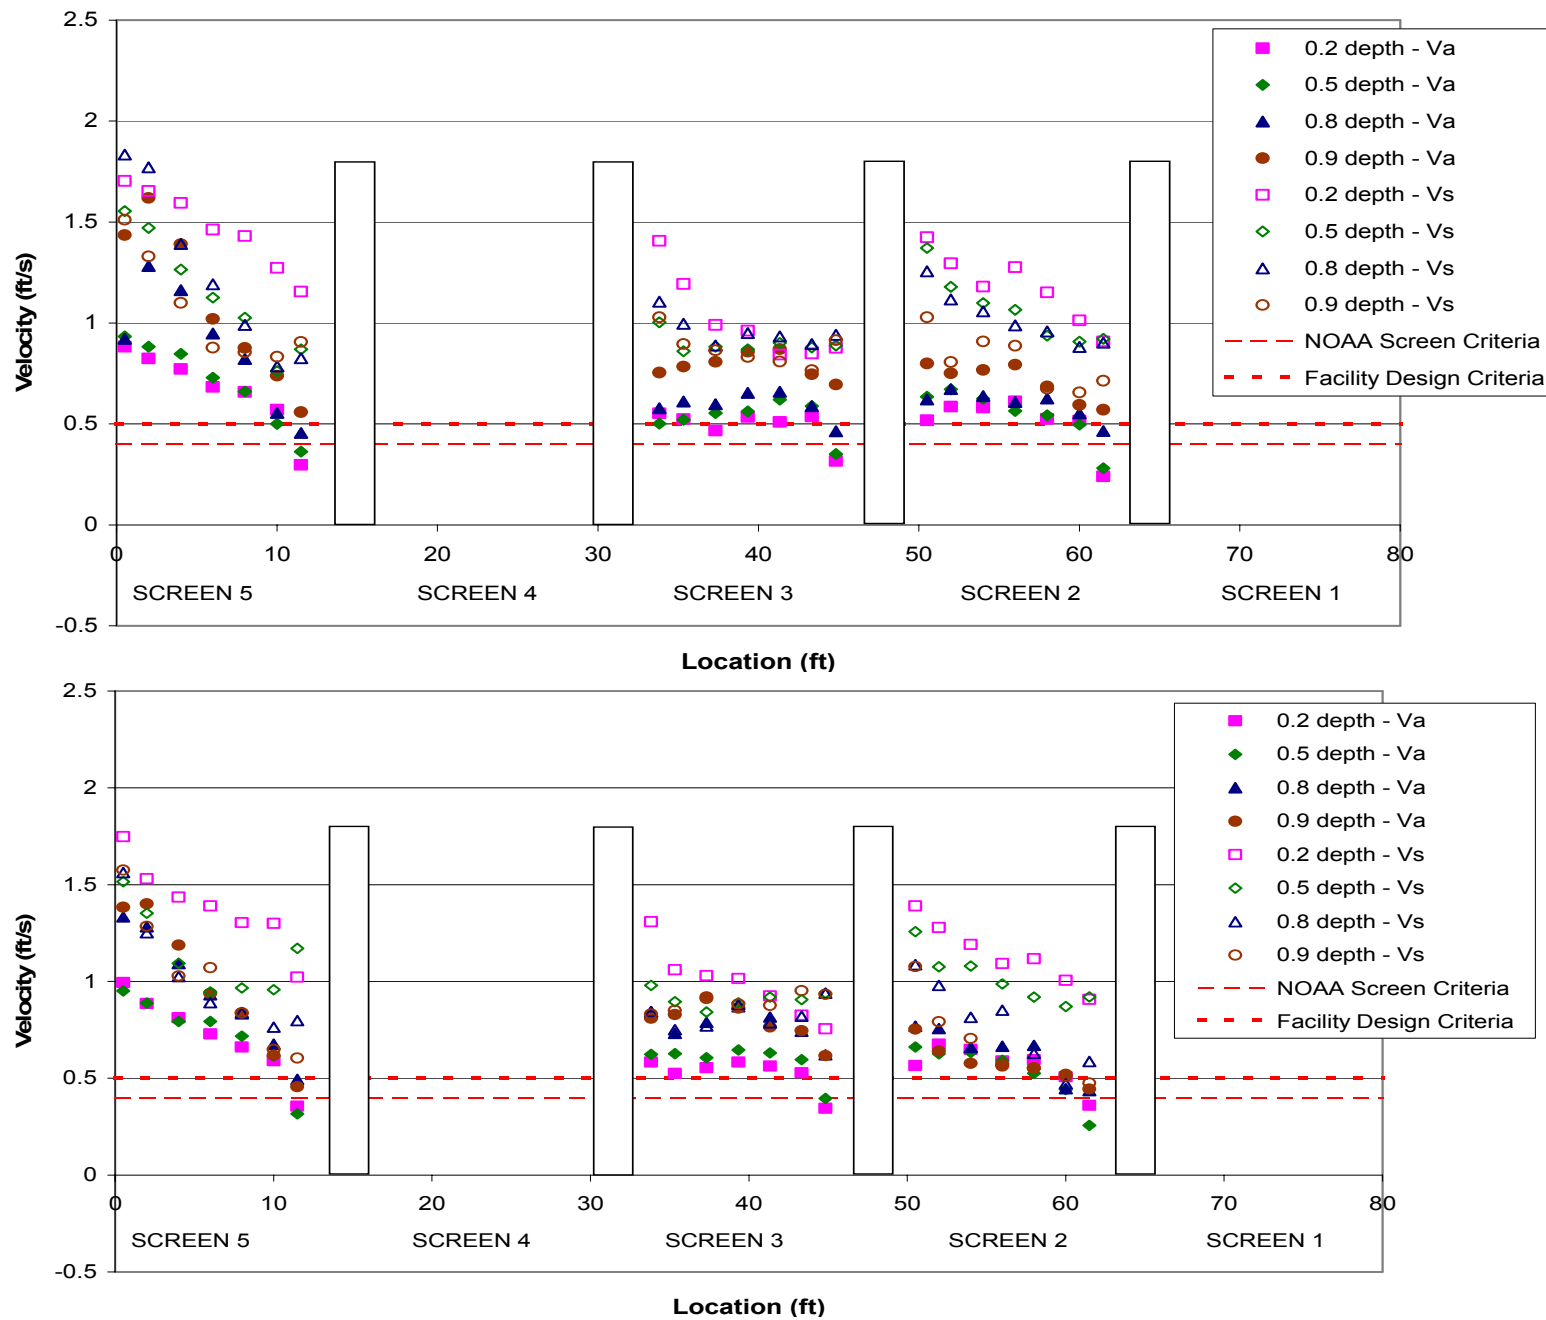 2.5
2
1.5
1
0.5
0
-0.5
Velocity (ft/s)
0 10 20 30 40 50 60 70 80
SCREEN 5 SCREEN 4 SCREEN 3 SCREEN 2 SCREEN 1
Location (ft)
0.2 depth - Va
0.5 depth - Va
0.8 depth - Va
0.9 depth - Va
0.2 depth - Vs
0.5 depth - Vs
0.8 depth - Vs
0.9 depth - Vs
NOAA Screen Criteria
Facility Design Criteria
2.5
2
1.5
1
0.5
0
-0.5
Velocity (ft/s)
0 10 20 30 40 50 60 70 80
SCREEN 5 SCREEN 4 SCREEN 3 SCREEN 2 SCREEN 1
Location (ft)
0.2 depth - Va
0.5 depth - Va
0.8 depth - Va
0.9 depth - Va
0.2 depth - Vs
0.5 depth - Vs
0.8 depth - Vs
0.9 depth - Vs
NOAA Screen Criteria
Facility Design Criteria